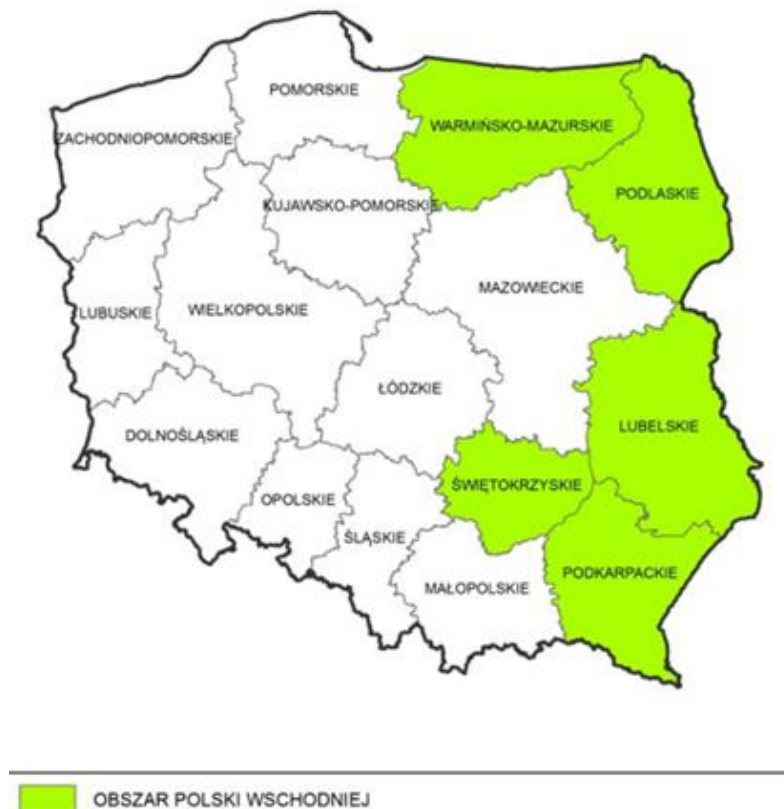 POMORSKIE
ZACHODNIOPOMORSKIE
WARMIŃSKO-MAZURSKIE
PODLASKIE
KUJAWSKO-POMORSKIE
MAZOWIECKIE
LUBUSKIE
WIELKOPOLSKIE
ŁÓDZKIE
LUBELSKIE
DOLNOŚLĄSKIE
ŚWIĘTOKRZYSKIE
OPOLSKIE
ŚLĄSKIE
PODKARPACKIE
MAŁOPOLSKIE
OBSZAR POLSKI WSCHODNIEJ